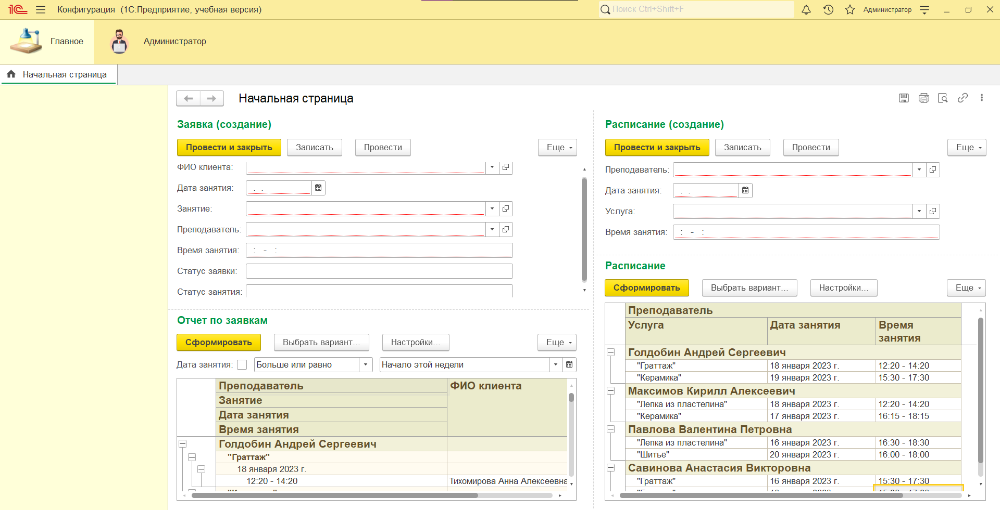 1С Конфигурация (1С:Предприятие, учебная версия)
Поиск Ctrl+Shift+F
Администратор
Главное
Администратор
Начальная страница
Начальная страница
Заявка (создание)
Провести и закрыть Записать Провести Еще
ФИО клиента:
Дата занятия: . .
Занятие:
Преподаватель:
Время занятия: : - :
Статус заявки:
Статус занятия:
Отчет по заявкам
Сформировать Выбрать вариант... Настройки... Еще
Дата занятия: Больше или равно Начало этой недели
Преподаватель ФИО клиента
Занятие
Дата занятия
Время занятия
Голдобин Андрей Сергеевич
"Граттаж"
18 января 2023 г.
12:20 - 14:20 Тихомирова Анна Алексеевна
Расписание (создание)
Провести и закрыть Записать Провести Еще
Преподаватель:
Дата занятия: . .
Услуга:
Время занятия: : - :
Расписание
Сформировать Выбрать вариант... Настройки... Еще
Преподаватель
Услуга Дата занятия Время
занятия
Голдобин Андрей Сергеевич
"Граттаж" 18 января 2023 г. 12:20 - 14:20
"Керамика" 19 января 2023 г. 15:30 - 17:30
Максимов Кирилл Алексеевич
"Лепка из пластелина" 18 января 2023 г. 12:20 - 14:20
"Керамика" 17 января 2023 г. 16:15 - 18:15
Павлова Валентина Петровна
"Лепка из пластелина" 16 января 2023 г. 16:30 - 18:30
"Шитьё" 20 января 2023 г. 16:00 - 18:00
Савинова Анастасия Викторовна
"Граттаж" 16 января 2023 г. 15:30 - 17:30